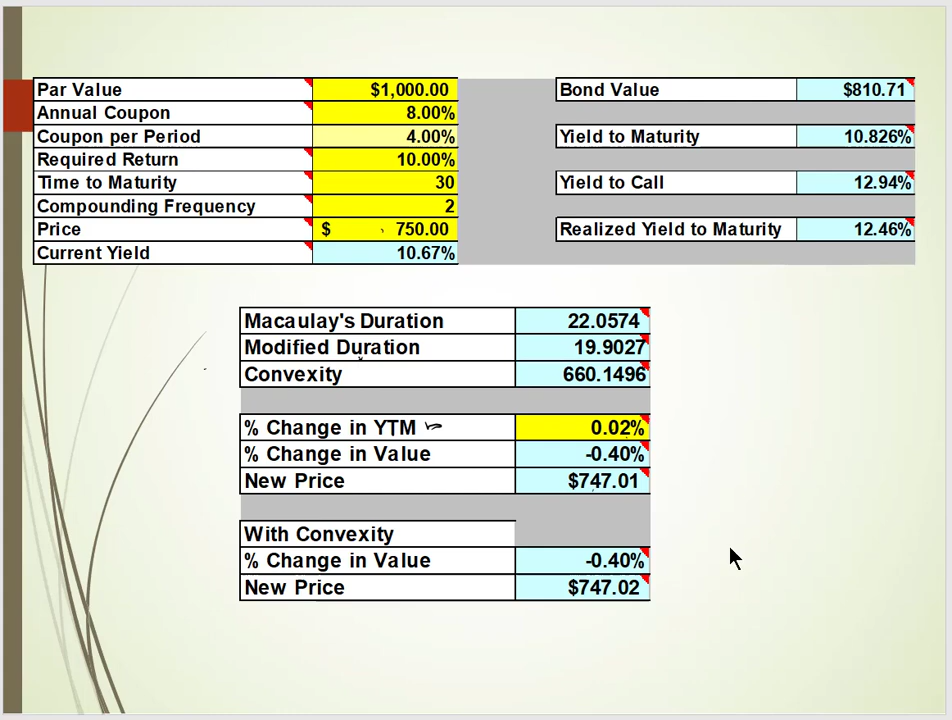 Par Value $1,000.00
Annual Coupon 8.00%
Coupon per Period 4.00%
Required Return 10.00%
Time to Maturity 30
Compounding Frequency 2
Price $ 750.00
Current Yield 10.67%
Bond Value $810.71
Yield to Maturity 10.826%
Yield to Call 12.94%
Realized Yield to Maturity 12.46%
Macaulay's Duration 22.0574
Modified Duration 19.9027
Convexity 660.1496
% Change in YTM 0.02%
% Change in Value -0.40%
New Price $747.01
With Convexity
% Change in Value -0.40%
New Price $747.02